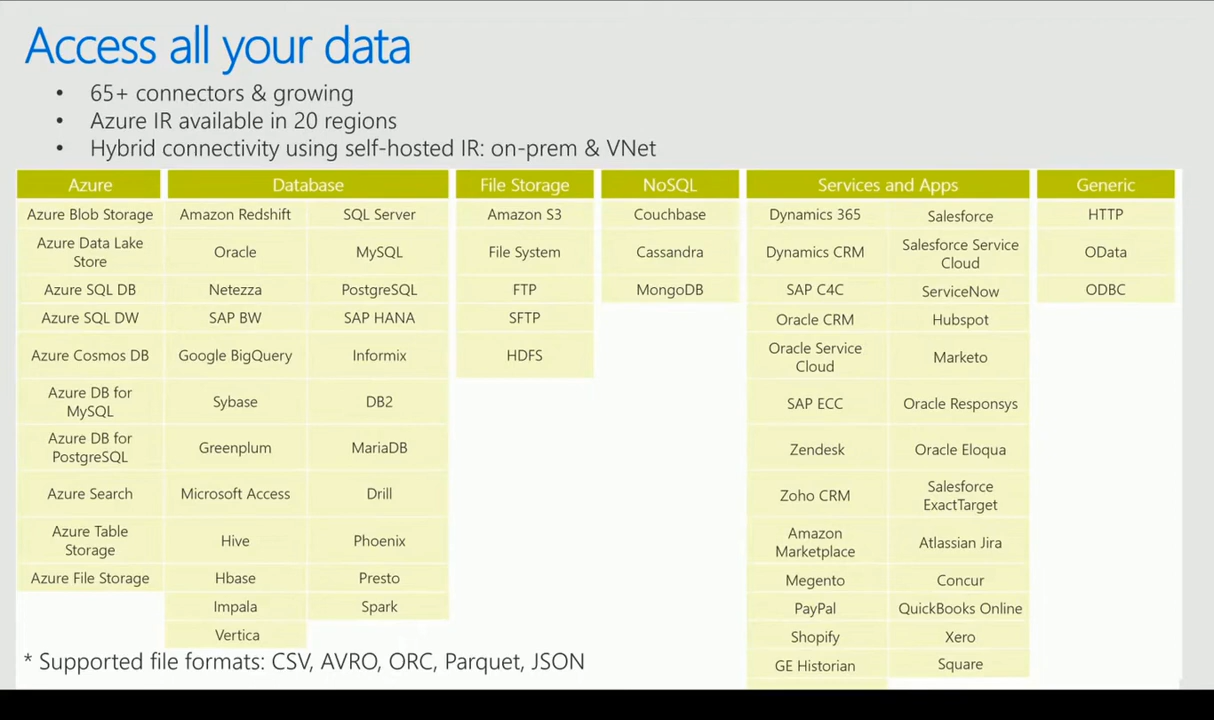 Access all your data
• 65+ connectors & growing
• Azure IR available in 20 regions
• Hybrid connectivity using self-hosted IR: on-prem & VNet
Azure
Azure Blob Storage
Azure Data Lake
Store
Azure SQL DB
Azure SQL DW
Azure Cosmos DB
Azure DB for
MySQL
Azure DB for
PostgreSQL
Azure Search
Azure Table
Storage
Azure File Storage
Database
Amazon Redshift
Oracle
Netezza
SAP BW
Google BigQuery
Sybase
Greenplum
Microsoft Access
Hive
Hbase
Impala
Vertica
SQL Server
MySQL
PostgreSQL
SAP HANA
Informix
DB2
MariaDB
Drill
Phoenix
Presto
Spark
File Storage
Amazon S3
File System
FTP
SFTP
HDFS
NoSQL
Couchbase
Cassandra
MongoDB
Services and Apps
Dynamics 365
Dynamics CRM
SAP C4C
Oracle CRM
Oracle Service
Cloud
SAP ECC
Zendesk
Zoho CRM
Amazon
Marketplace
Megento
PayPal
Shopify
GE Historian
Salesforce
Salesforce Service
Cloud
ServiceNow
Hubspot
Marketo
Oracle Responsys
Oracle Eloqua
Salesforce
ExactTarget
Atlassian Jira
Concur
QuickBooks Online
Xero
Square
Generic
HTTP
OData
ODBC
* Supported file formats: CSV, AVRO, ORC, Parquet, JSON